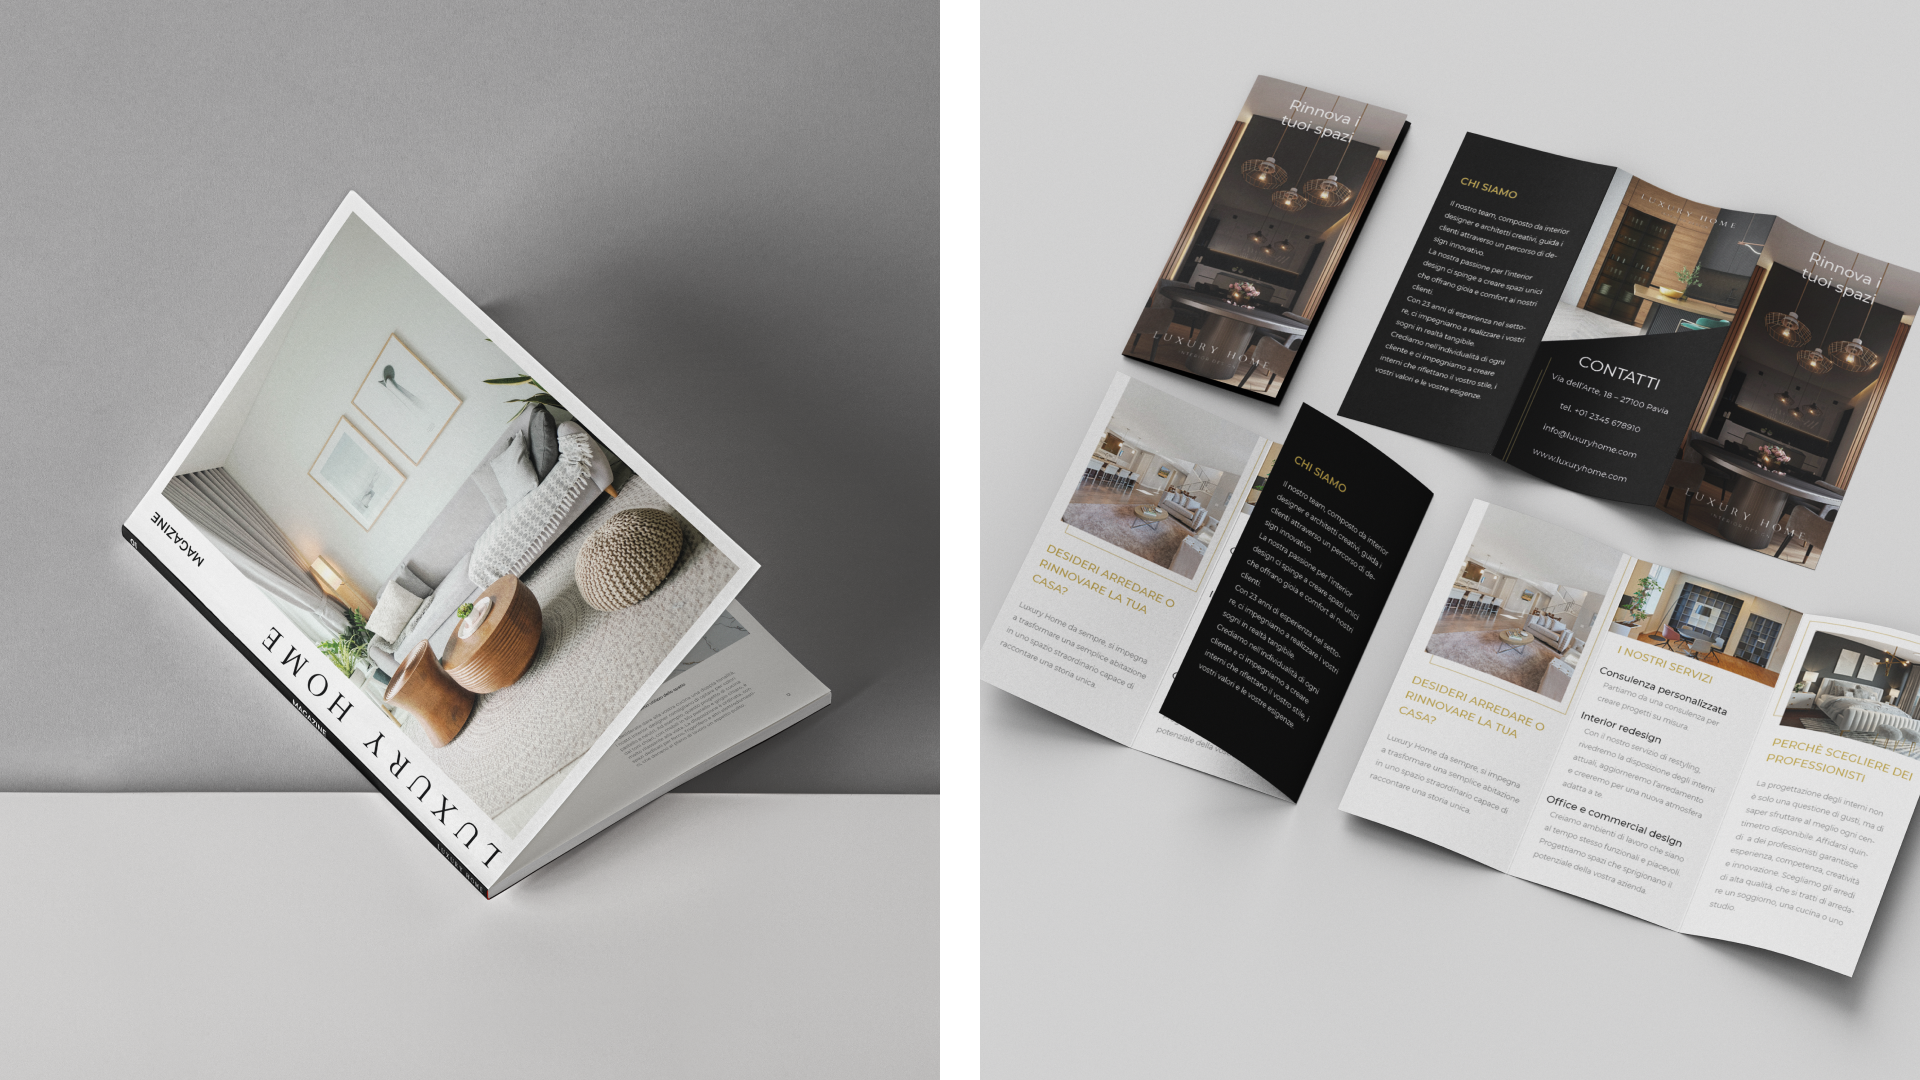 MAGAZINE
LUXURY HOME
MAGAZINE
Rinnova i
tuoi spazi
LUXURY HOME
CHI SIAMO
Il nostro team, composto da interior
designer e architetti creativi, guida i
clienti attraverso un percorso di de-
sign innovativo.
La nostra passione per l'interior
design ci spinge a creare spazi unici
che offrano gioia e comfort ai nostri
clienti.
Con 23 anni di esperienza nel setto-
re, ci impegniamo a realizzare i vostri
sogni in realtà tangibile.
Crediamo nell'individualità di ogni
cliente e ci impegniamo a creare
interni che riflettano il vostro stile, i
vostri valori e le vostre esigenze.
LUXURY HOME
CONTATTI
Via dell'Arte, 18 – 27100 Pavia
tel. +01 2345 678910
info@luxuryhome.com
www.luxuryhome.com
Rinnova i
tuoi spazi
LUXURY HOME
DESIDERI ARREDARE O
RINNOVARE LA TUA
CASA?
Luxury Home da sempre, si impegna
a trasformare una semplice abitazione
in uno spazio straordinario capace di
raccontare una storia unica.
CHI SIAMO
Il nostro team, composto da interior
designer e architetti creativi, guida i
clienti attraverso un percorso di de-
sign innovativo.
La nostra passione per l'interior
design ci spinge a creare spazi unici
che offrano gioia e comfort ai nostri
clienti.
Con 23 anni di esperienza nel setto-
re, ci impegniamo a realizzare i vostri
sogni in realtà tangibile.
Crediamo nell'individualità di ogni
cliente e ci impegniamo a creare
interni che riflettano il vostro stile, i
vostri valori e le vostre esigenze.
potenziale della
DESIDERI ARREDARE O
RINNOVARE LA TUA
CASA?
Luxury Home da sempre, si impegna
a trasformare una semplice abitazione
in uno spazio straordinario capace di
raccontare una storia unica.
I NOSTRI SERVIZI
Consulenza personalizzata
Partiamo da una consulenza per
creare progetti su misura.
Interior redesign
Con il nostro servizio di restyling,
rivedremo la disposizione degli interni
attuali, aggiorneremo l'arredamento
e creeremo per una nuova atmosfera
adatta a te.
Office e commercial design
Creiamo ambienti di lavoro che siano
al tempo stesso funzionali e piacevoli.
Progettiamo spazi che sprigionano il
potenziale della vostra azienda.
PERCHÈ SCEGLIERE DEI
PROFESSIONISTI
La progettazione degli interni non
è solo una questione di gusti, ma di
saper sfruttare al meglio ogni cen-
timetro disponibile. Affidarsi quin-
di a dei professionisti garantisce
esperienza, competenza, creatività
e innovazione. Scegliamo gli arredi
di alta qualità, che si tratti di arreda-
re un soggiorno, una cucina o uno
studio.